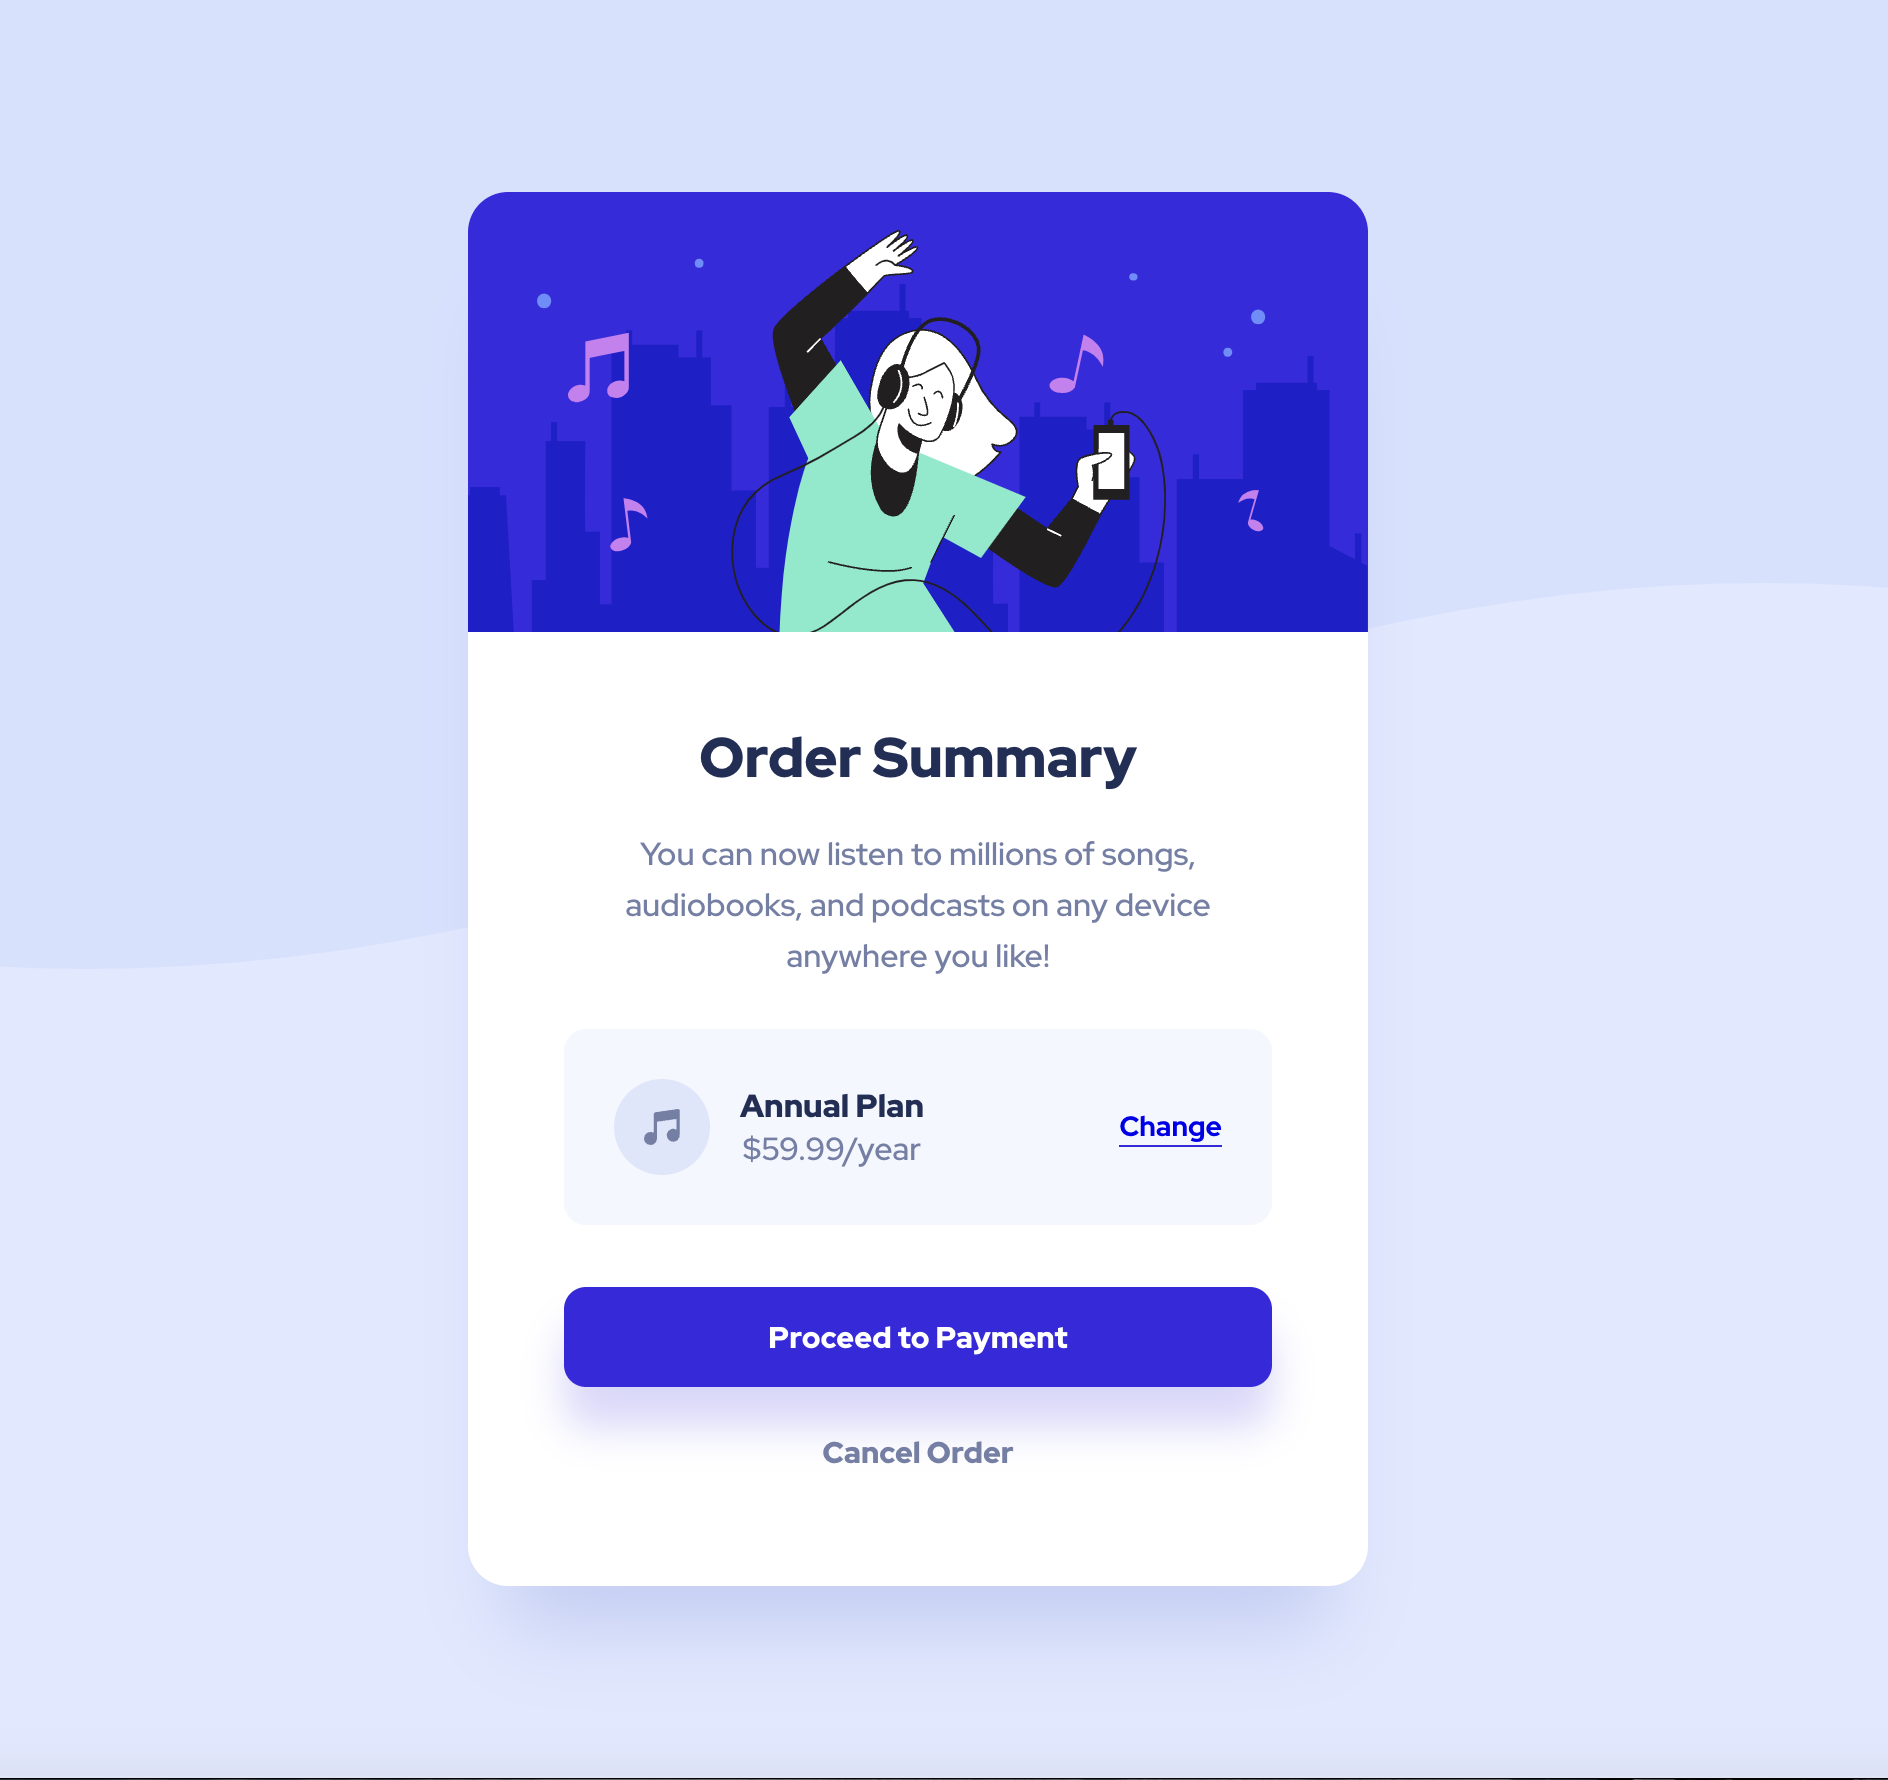 Order Summary
You can now listen to millions of songs,
audiobooks, and podcasts on any device
anywhere you like!
Annual Plan
$59.99/year
Change
Proceed to Payment
Cancel Order